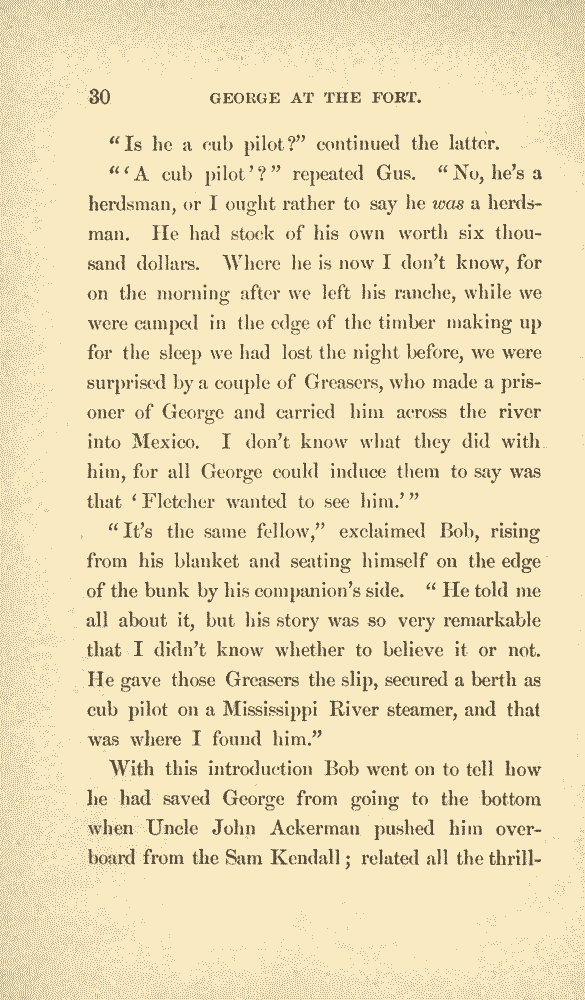 30 GEORGE AT THE FORT.
“Is he a cub pilot?” continued the latter.
“‘A cub pilot’?” repeated Gus. “No, he’s a
herdsman, or I ought rather to say he was a herds-
man. He had stock of his own worth six thou-
sand dollars. Where he is now I don’t know, for
on the morning after we left his ranche, while we
were camped in the edge of the timber making up
for the sleep we had lost the night before, we were
surprised by a couple of Greasers, who made a pris-
oner of George and carried him across the river
into Mexico. I don’t know what they did with
him, for all George could induce them to say was
that ‘Fletcher wanted to see him.’”
“It’s the same fellow,” exclaimed Bob, rising
from his blanket and seating himself on the edge
of the bunk by his companion’s side. “He told me
all about it, but his story was so very remarkable
that I didn’t know whether to believe it or not.
He gave those Greasers the slip, secured a berth as
cub pilot on a Mississippi River steamer, and that
was where I found him.”
With this introduction Bob went on to tell how
he had saved George from going to the bottom
when Uncle John Ackerman pushed him over-
board from the Sam Kendall; related all the thrill-